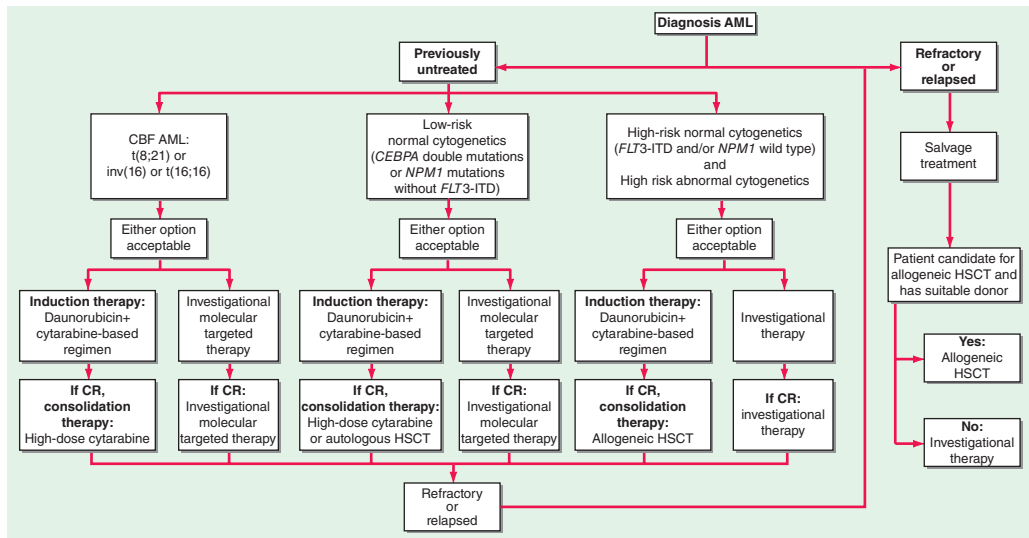 Diagnosis AML
Previously
untreated
Refractory
or
relapsed
CBF AML:
t(8;21) or
inv(16) or t(16;16)
Low-risk
normal cytogenetics
(CEBPA double mutations
or NPM1 mutations
without FLT3-ITD)
High-risk normal cytogenetics
(FLT3-ITD and/or NPM1 wild type)
and
High risk abnormal cytogenetics
Salvage
treatment
Either option
acceptable
Either option
acceptable
Either option
acceptable
Patient candidate for
allogeneic HSCT and
has suitable donor
Induction therapy:
Daunorubicin+
cytarabine-based
regimen
Investigational
molecular
targeted
therapy
Induction therapy:
Daunorubicin+
cytarabine-based
regimen
Investigational
molecular
targeted
therapy
Induction therapy:
Daunorubicin+
cytarabine-based
regimen
Investigational
therapy
Yes:
Allogeneic
HSCT
If CR,
consolidation
therapy:
High-dose cytarabine
If CR:
Investigational
molecular
targeted therapy
If CR,
consolidation therapy:
High-dose cytarabine
or autologous HSCT
If CR:
Investigational
molecular
targeted therapy
If CR,
consolidation
therapy:
Allogeneic HSCT
If CR:
investigational
therapy
No:
Investigational
therapy
Refractory
or
relapsed